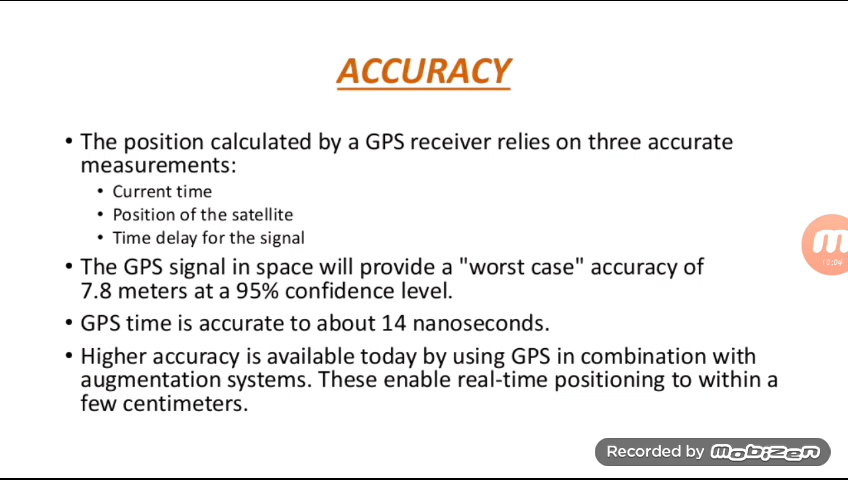 ACCURACY
• The position calculated by a GPS receiver relies on three accurate
measurements:
• Current time
• Position of the satellite
• Time delay for the signal
• The GPS signal in space will provide a "worst case" accuracy of
7.8 meters at a 95% confidence level.
• GPS time is accurate to about 14 nanoseconds.
• Higher accuracy is available today by using GPS in combination with
augmentation systems. These enable real-time positioning to within a
few centimeters.
m
Recorded by mobizen